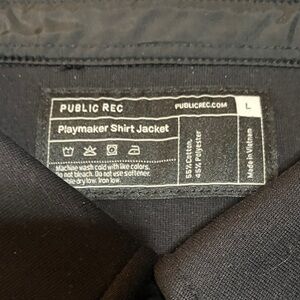 PUBLIC REC
PUBLICREC.COM
L
Playmaker Shirt Jacket
Machine wash cold with like colors.
Do not bleach. Do not use softener.
dry low. Iron low.
55% Cotton,
45% Polyester
Made in Vietnam